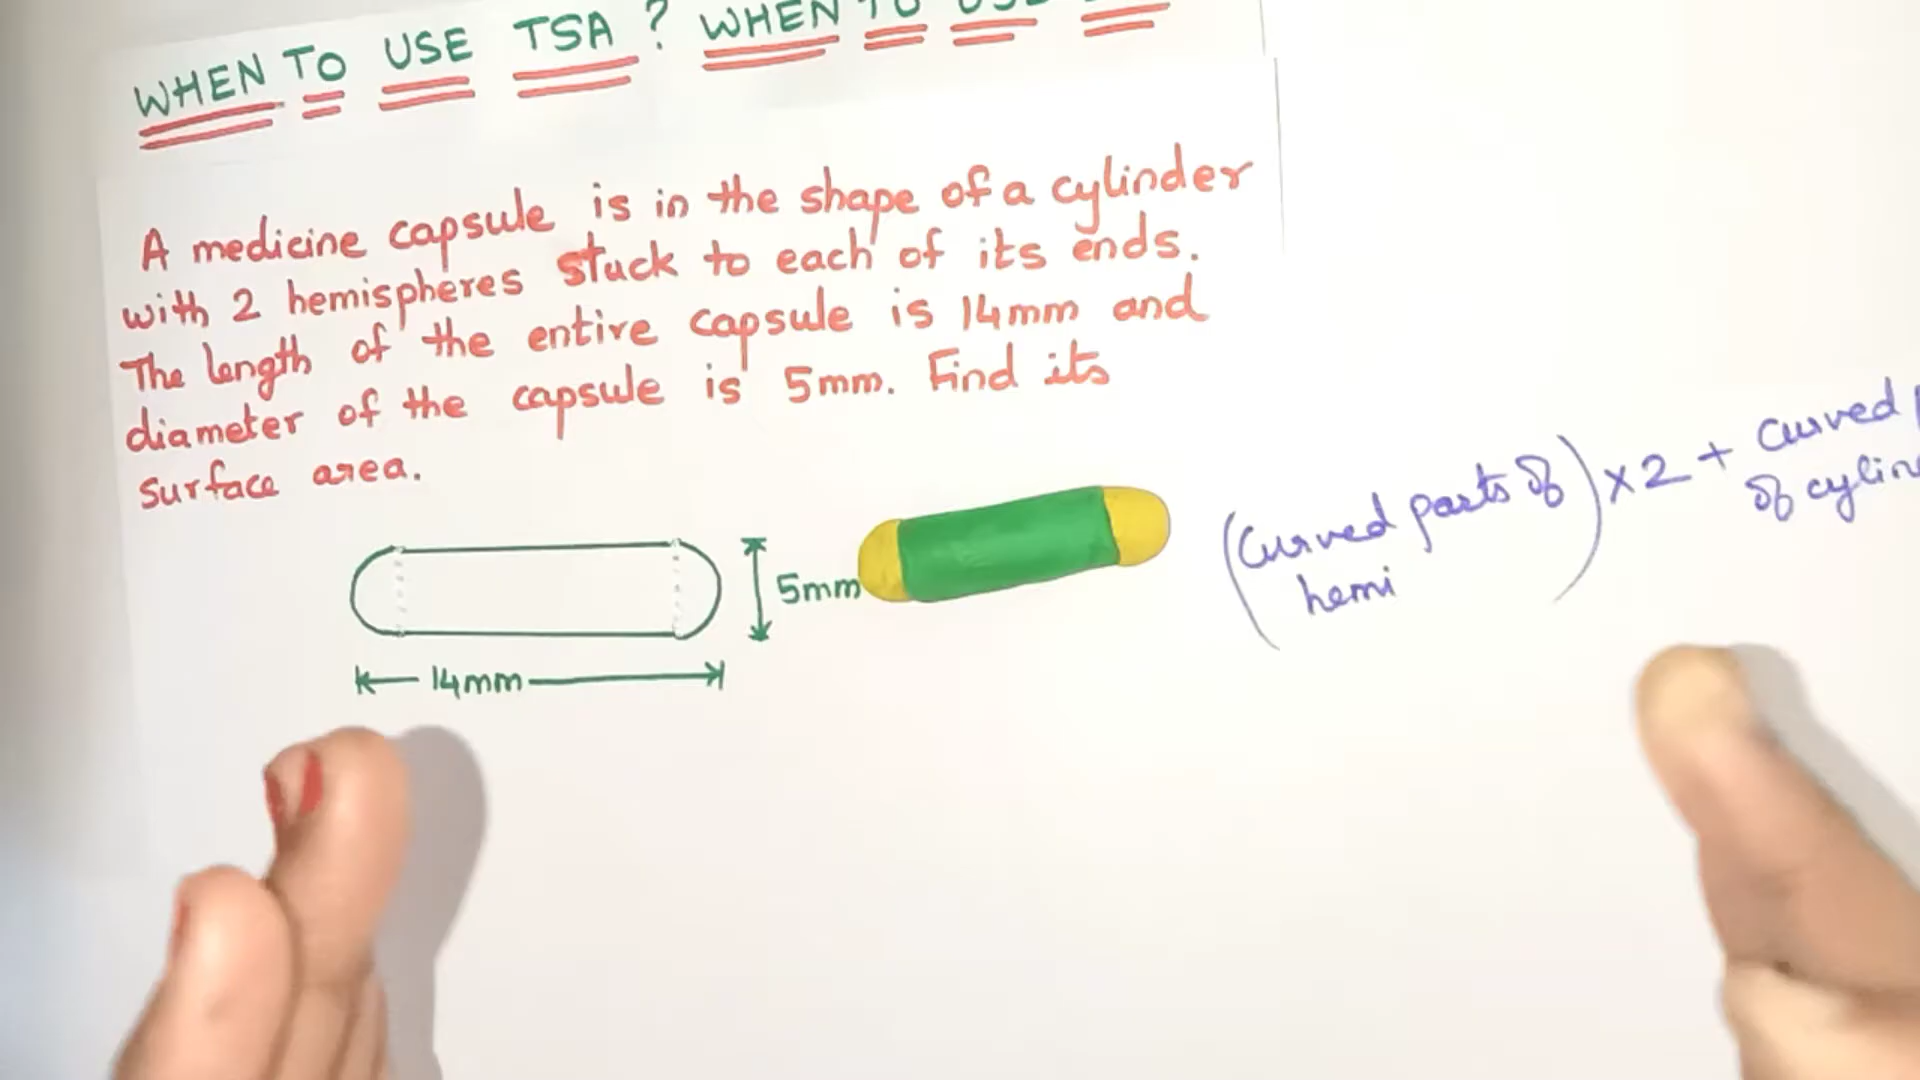 WHEN TO USE TSA ? WHEN TO
A medicine capsule is in the shape of a cylinder
with 2 hemispheres stuck to each of its ends.
The length of the entire capsule is 14mm and
diameter of the capsule is 5mm. Find its
surface area.
(Curved parts of) x 2 + Curved
hemi
of
5mm
14mm